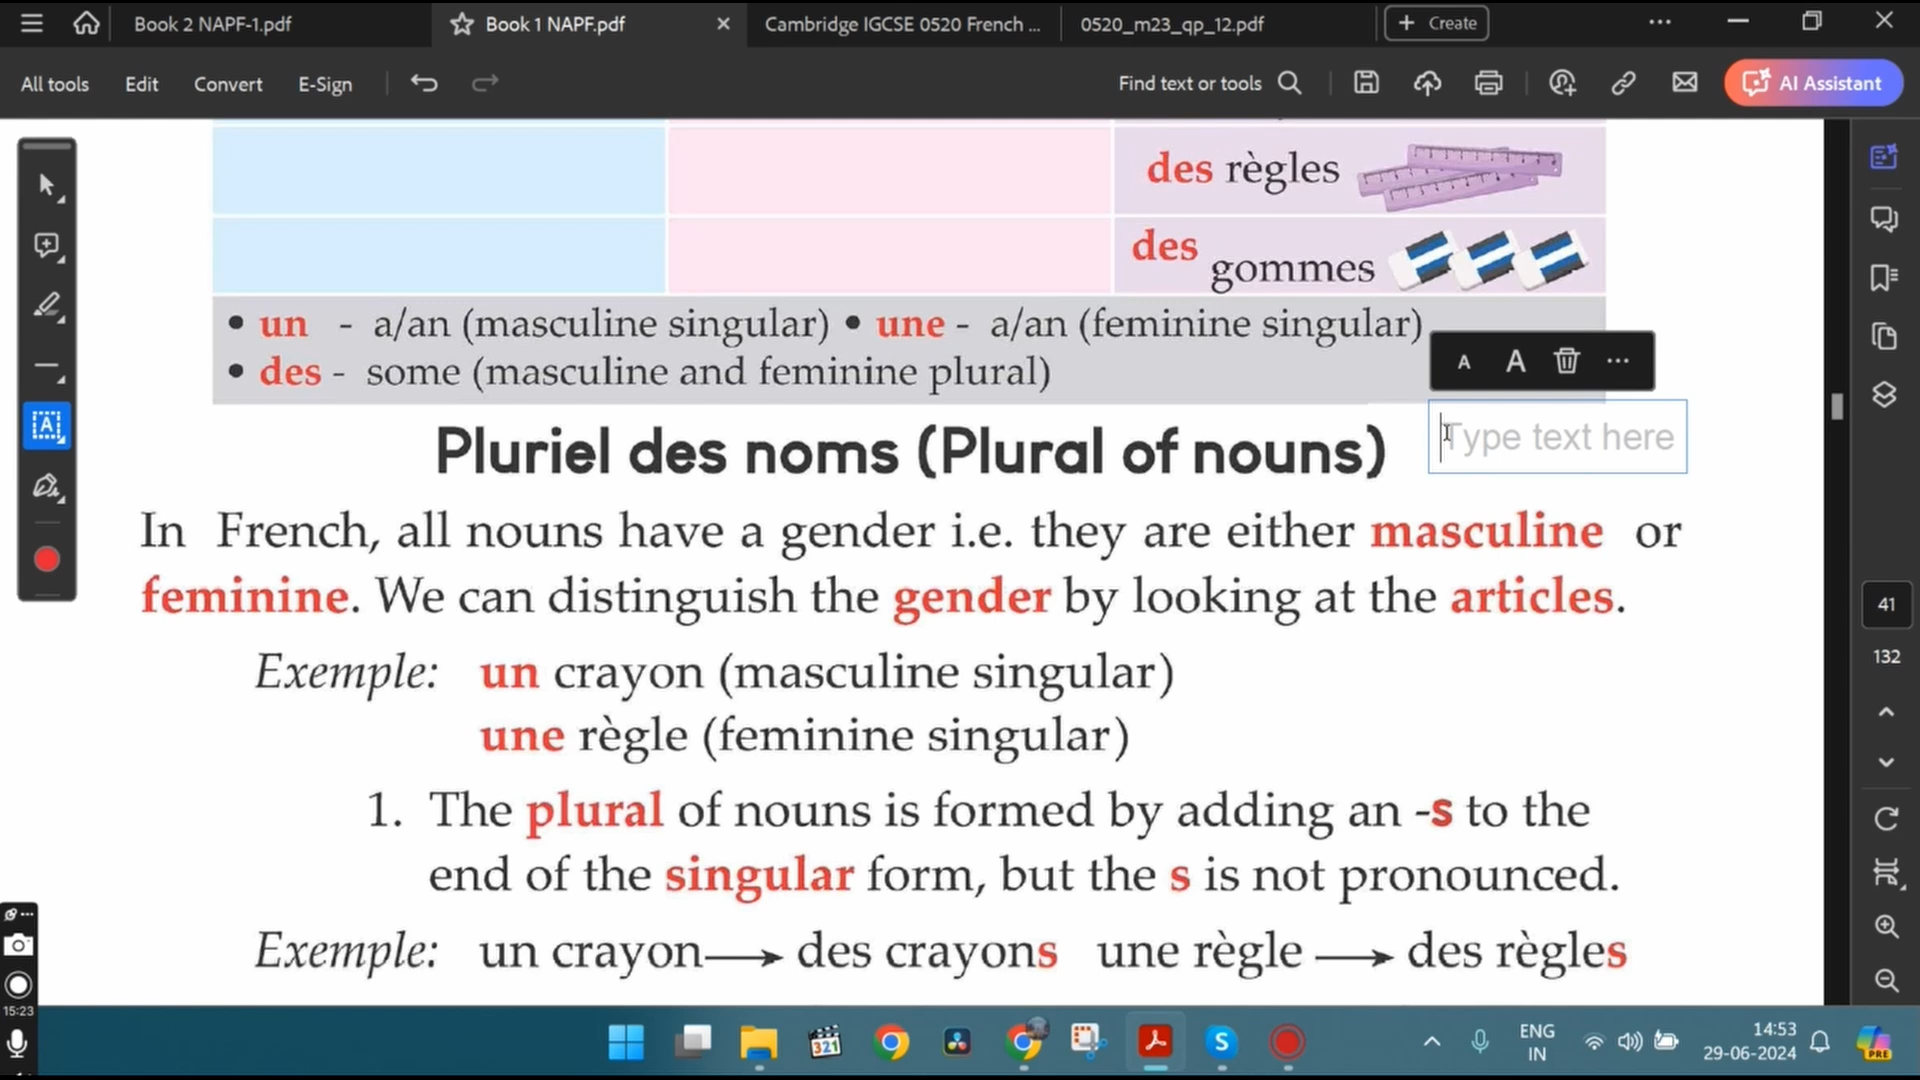 Book 2 NAPF-1.pdf
Book 1 NAPF.pdf
Cambridge IGCSE 0520 French ...
0520_m23_qp_12.pdf
+ Create
All tools
Edit
Convert
E-Sign
Find text or tools
AI Assistant
des règles
des gommes
• un - a/an (masculine singular) • une - a/an (feminine singular)
• des - some (masculine and feminine plural)
A A ...
Pluriel des noms (Plural of nouns)
Type text here
In French, all nouns have a gender i.e. they are either masculine or
feminine. We can distinguish the gender by looking at the articles.
Exemple: un crayon (masculine singular)
une règle (feminine singular)
1. The plural of nouns is formed by adding an -s to the
end of the singular form, but the s is not pronounced.
Exemple: un crayon → des crayons une règle → des règles
41
132
15:23
321
S
ENG
IN
14:53
29-06-2024
PRE